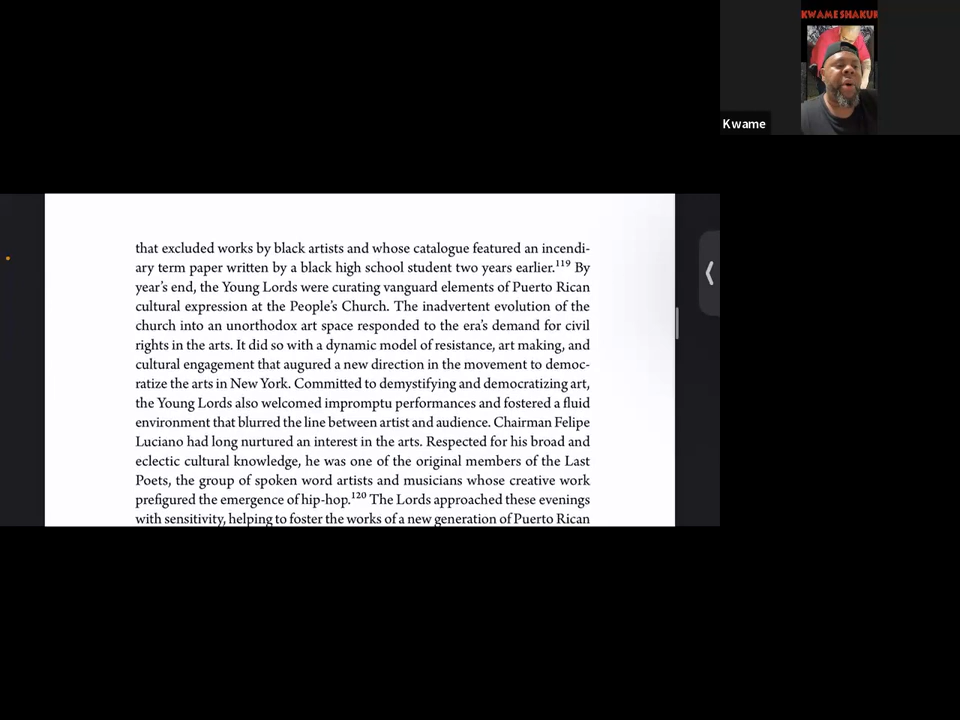 KWAME SHAKUR
Kwame
that excluded works by black artists and whose catalogue featured an incendi-
ary term paper written by a black high school student two years earlier.119 By
year’s end, the Young Lords were curating vanguard elements of Puerto Rican
cultural expression at the People’s Church. The inadvertent evolution of the
church into an unorthodox art space responded to the era’s demand for civil
rights in the arts. It did so with a dynamic model of resistance, art making, and
cultural engagement that augured a new direction in the movement to democ-
ratize the arts in New York. Committed to demystifying and democratizing art,
the Young Lords also welcomed impromptu performances and fostered a fluid
environment that blurred the line between artist and audience. Chairman Felipe
Luciano had long nurtured an interest in the arts. Respected for his broad and
eclectic cultural knowledge, he was one of the original members of the Last
Poets, the group of spoken word artists and musicians whose creative work
prefigured the emergence of hip-hop.120 The Lords approached these evenings
with sensitivity, helping to foster the works of a new generation of Puerto Rican